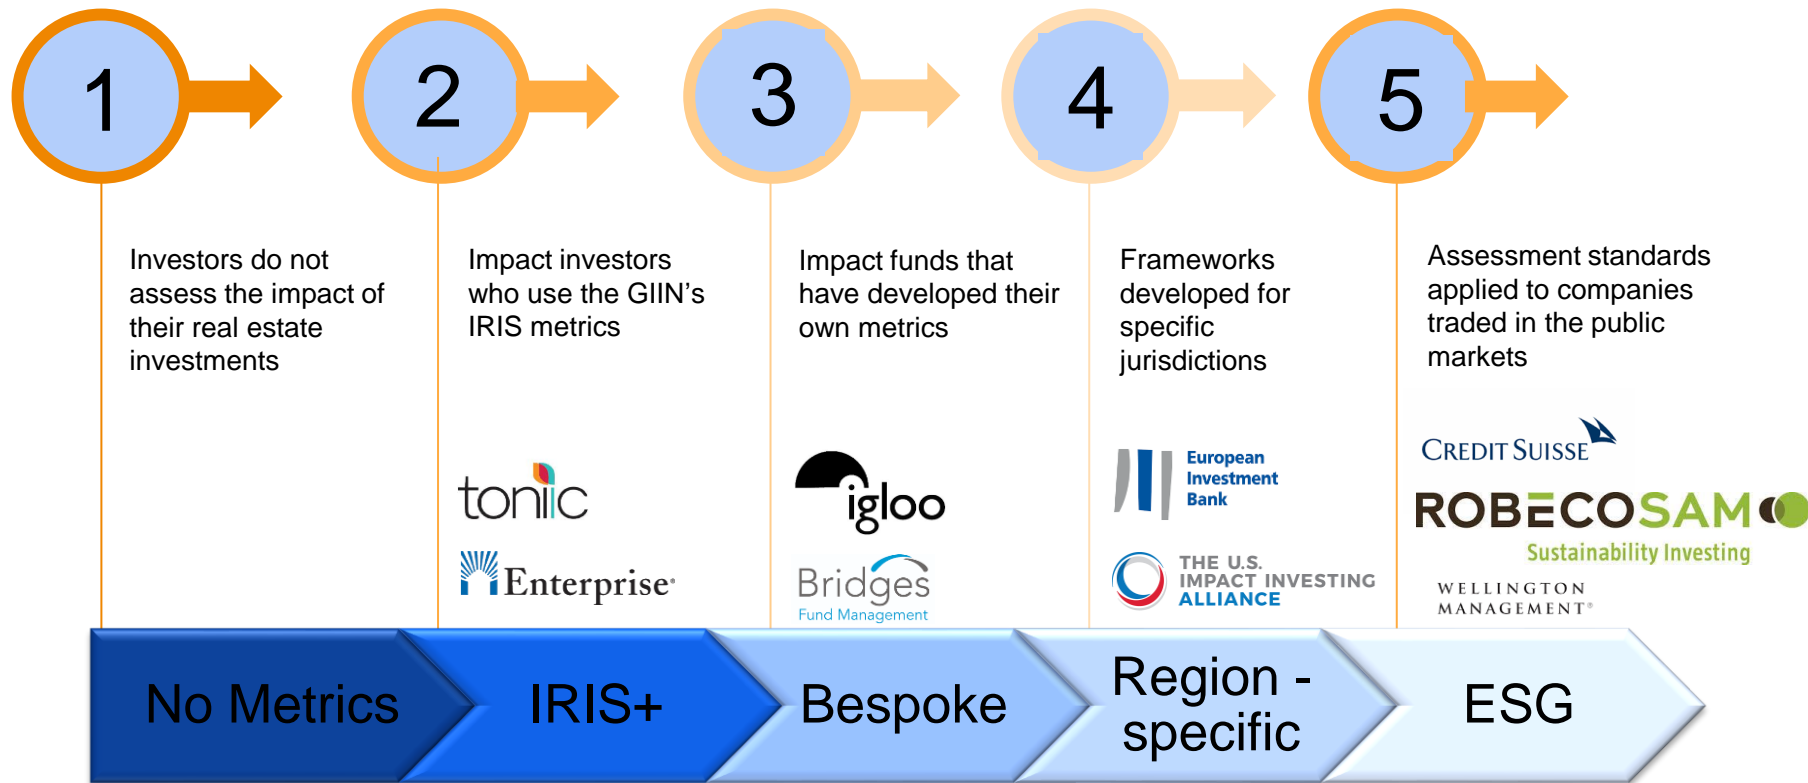 1
2
3
4
5
Investors do not
assess the impact of
their real estate
investments
Impact investors
who use the GIIN’s
IRIS metrics
Impact funds that
have developed their
own metrics
Frameworks
developed for
specific
jurisdictions
Assessment standards
applied to companies
traded in the public
markets
toniic
Enterprise®
igloo
Bridges
Fund Management
European
Investment
Bank
THE U.S.
IMPACT INVESTING
ALLIANCE
CREDIT SUISSE
ROBECOSAM
Sustainability Investing
WELLINGTON
MANAGEMENT®
No Metrics
IRIS+
Bespoke
Region -
specific
ESG